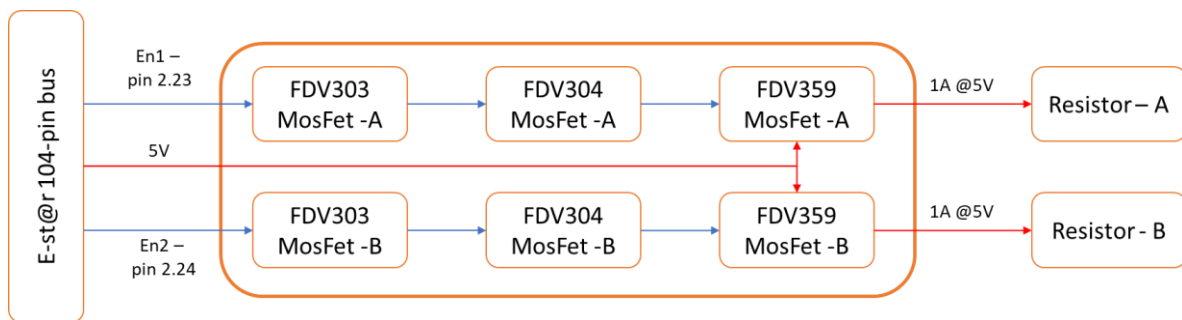 E-st@r 104-pin bus
En1 –
pin 2.23
FDV303
MosFet -A
FDV304
MosFet -A
FDV359
MosFet -A
1A @5V
Resistor – A
5V
FDV303
MosFet -B
FDV304
MosFet -B
FDV359
MosFet -B
1A @5V
Resistor - B
En2 –
pin 2.24